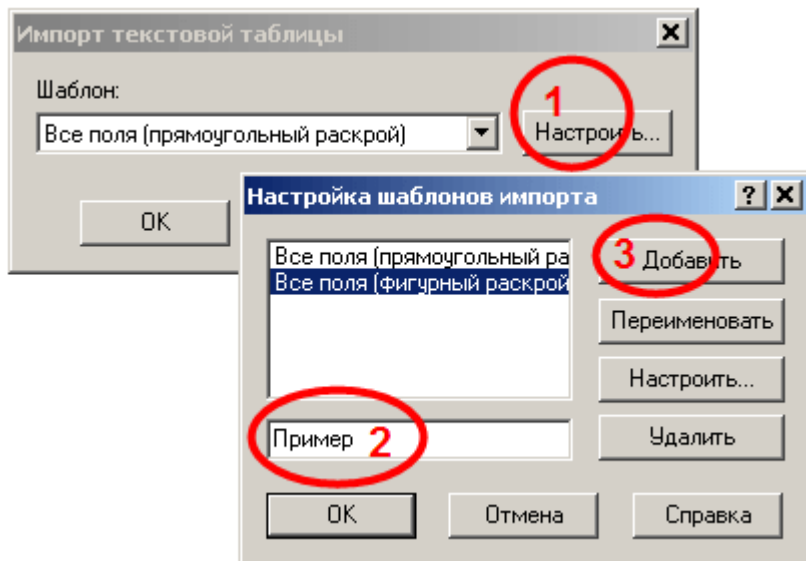 Импорт текстовой таблицы
Шаблон:
Все поля (прямоугольный раскрой)
1
Настроить...
OK
Настройка шаблонов импорта
Все поля (прямоугольный ра
Все поля (фигурный раскрой
3
Добавить
Переименовать
Настроить...
Пример
2
Удалить
OK
Отмена
Справка